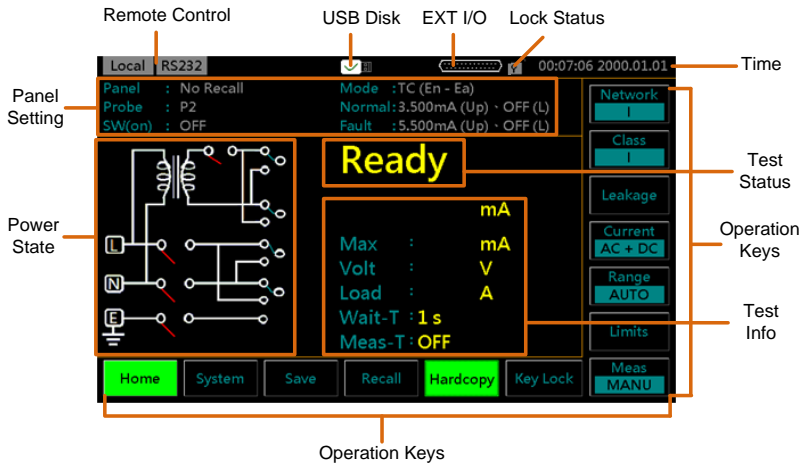 Remote Control USB Disk EXT I/O Lock Status
Local RS232 00:07:06 2000.01.01 Time
Panel Setting
Panel : No Recall Mode :TC (En - Ea)
Probe : P2 Normal:3.500mA (Up)、OFF (L)
SW(on) : OFF Fault :5.500mA (Up)、OFF (L)
Network
I
Class
I
Leakage
Current
AC + DC
Range
AUTO
Limits
Meas
MANU
Ready
Test Status
Power State
L
N
E
mA
Max : mA
Volt : V
Load : A
Wait-T : 1 s
Meas-T : OFF
Operation Keys
Test Info
Home System Save Recall Hardcopy Key Lock
Operation Keys